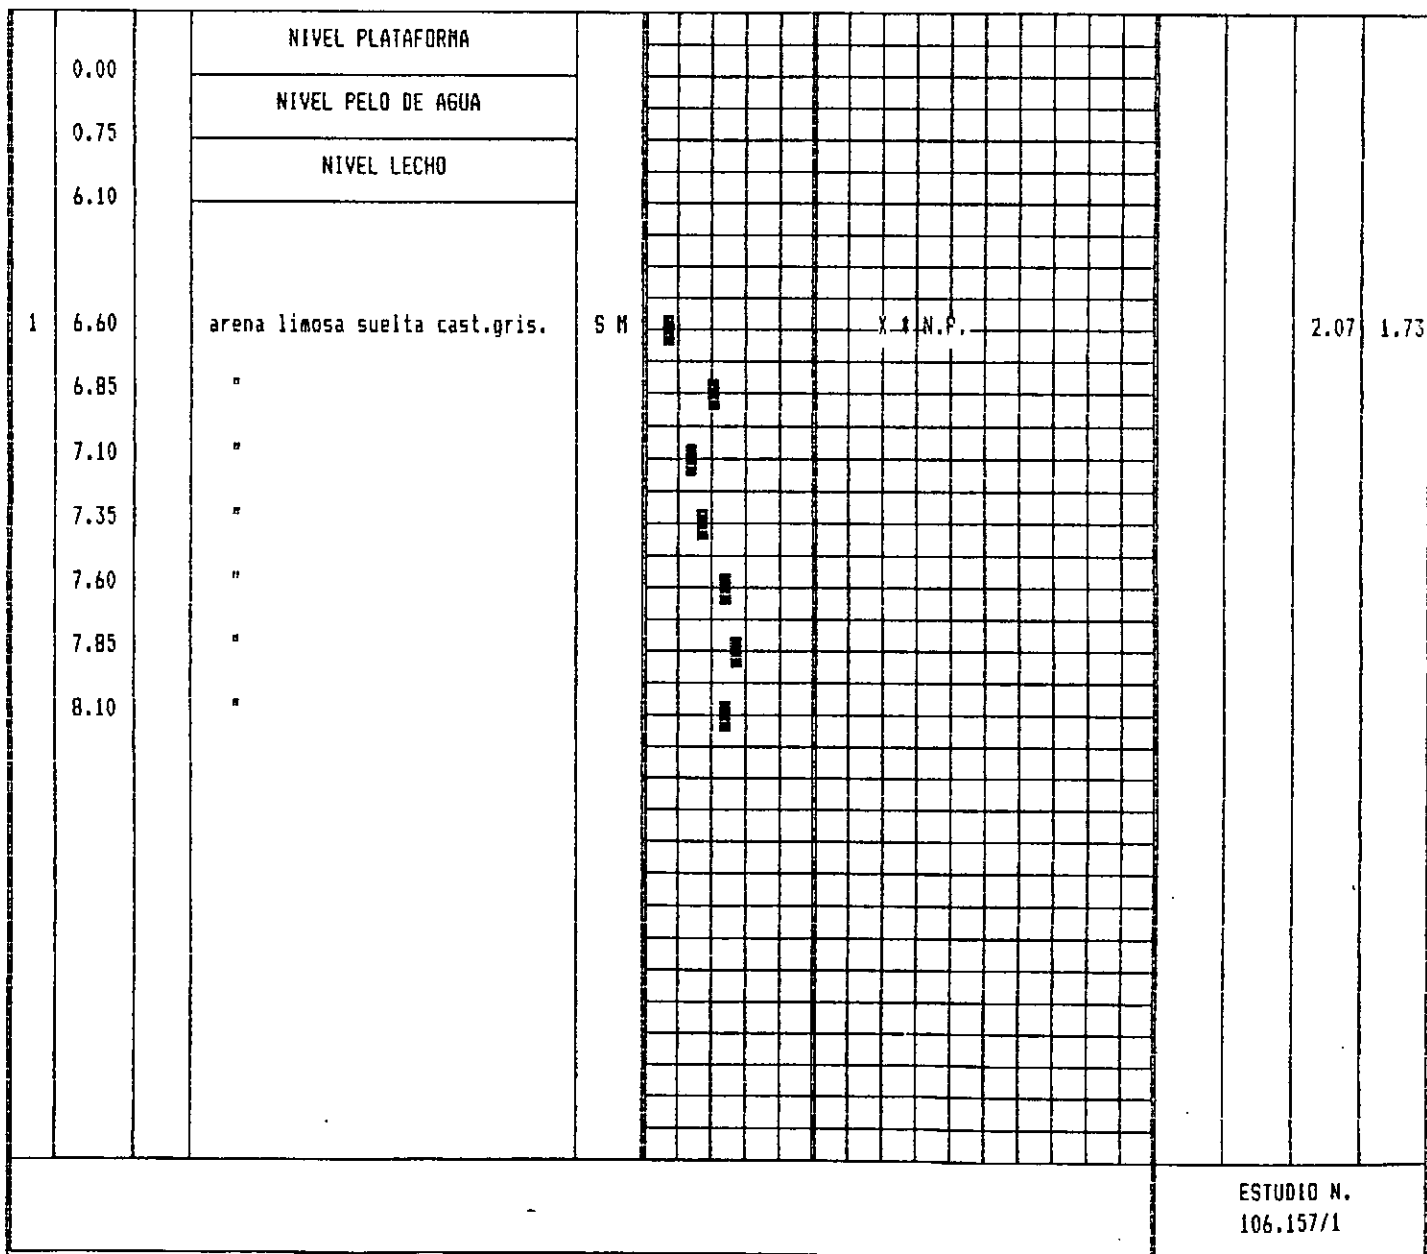 NIVEL PLATAFORMA
0.00
NIVEL PELO DE AGUA
0.75
NIVEL LECHO
6.10
1 6.60 arena limosa suelta cast.gris. S M X * N.P. 2.07 1.73
6.85 "
7.10 "
7.35 "
7.60 "
7.85 "
8.10 "
ESTUDIO N.
106.157/1